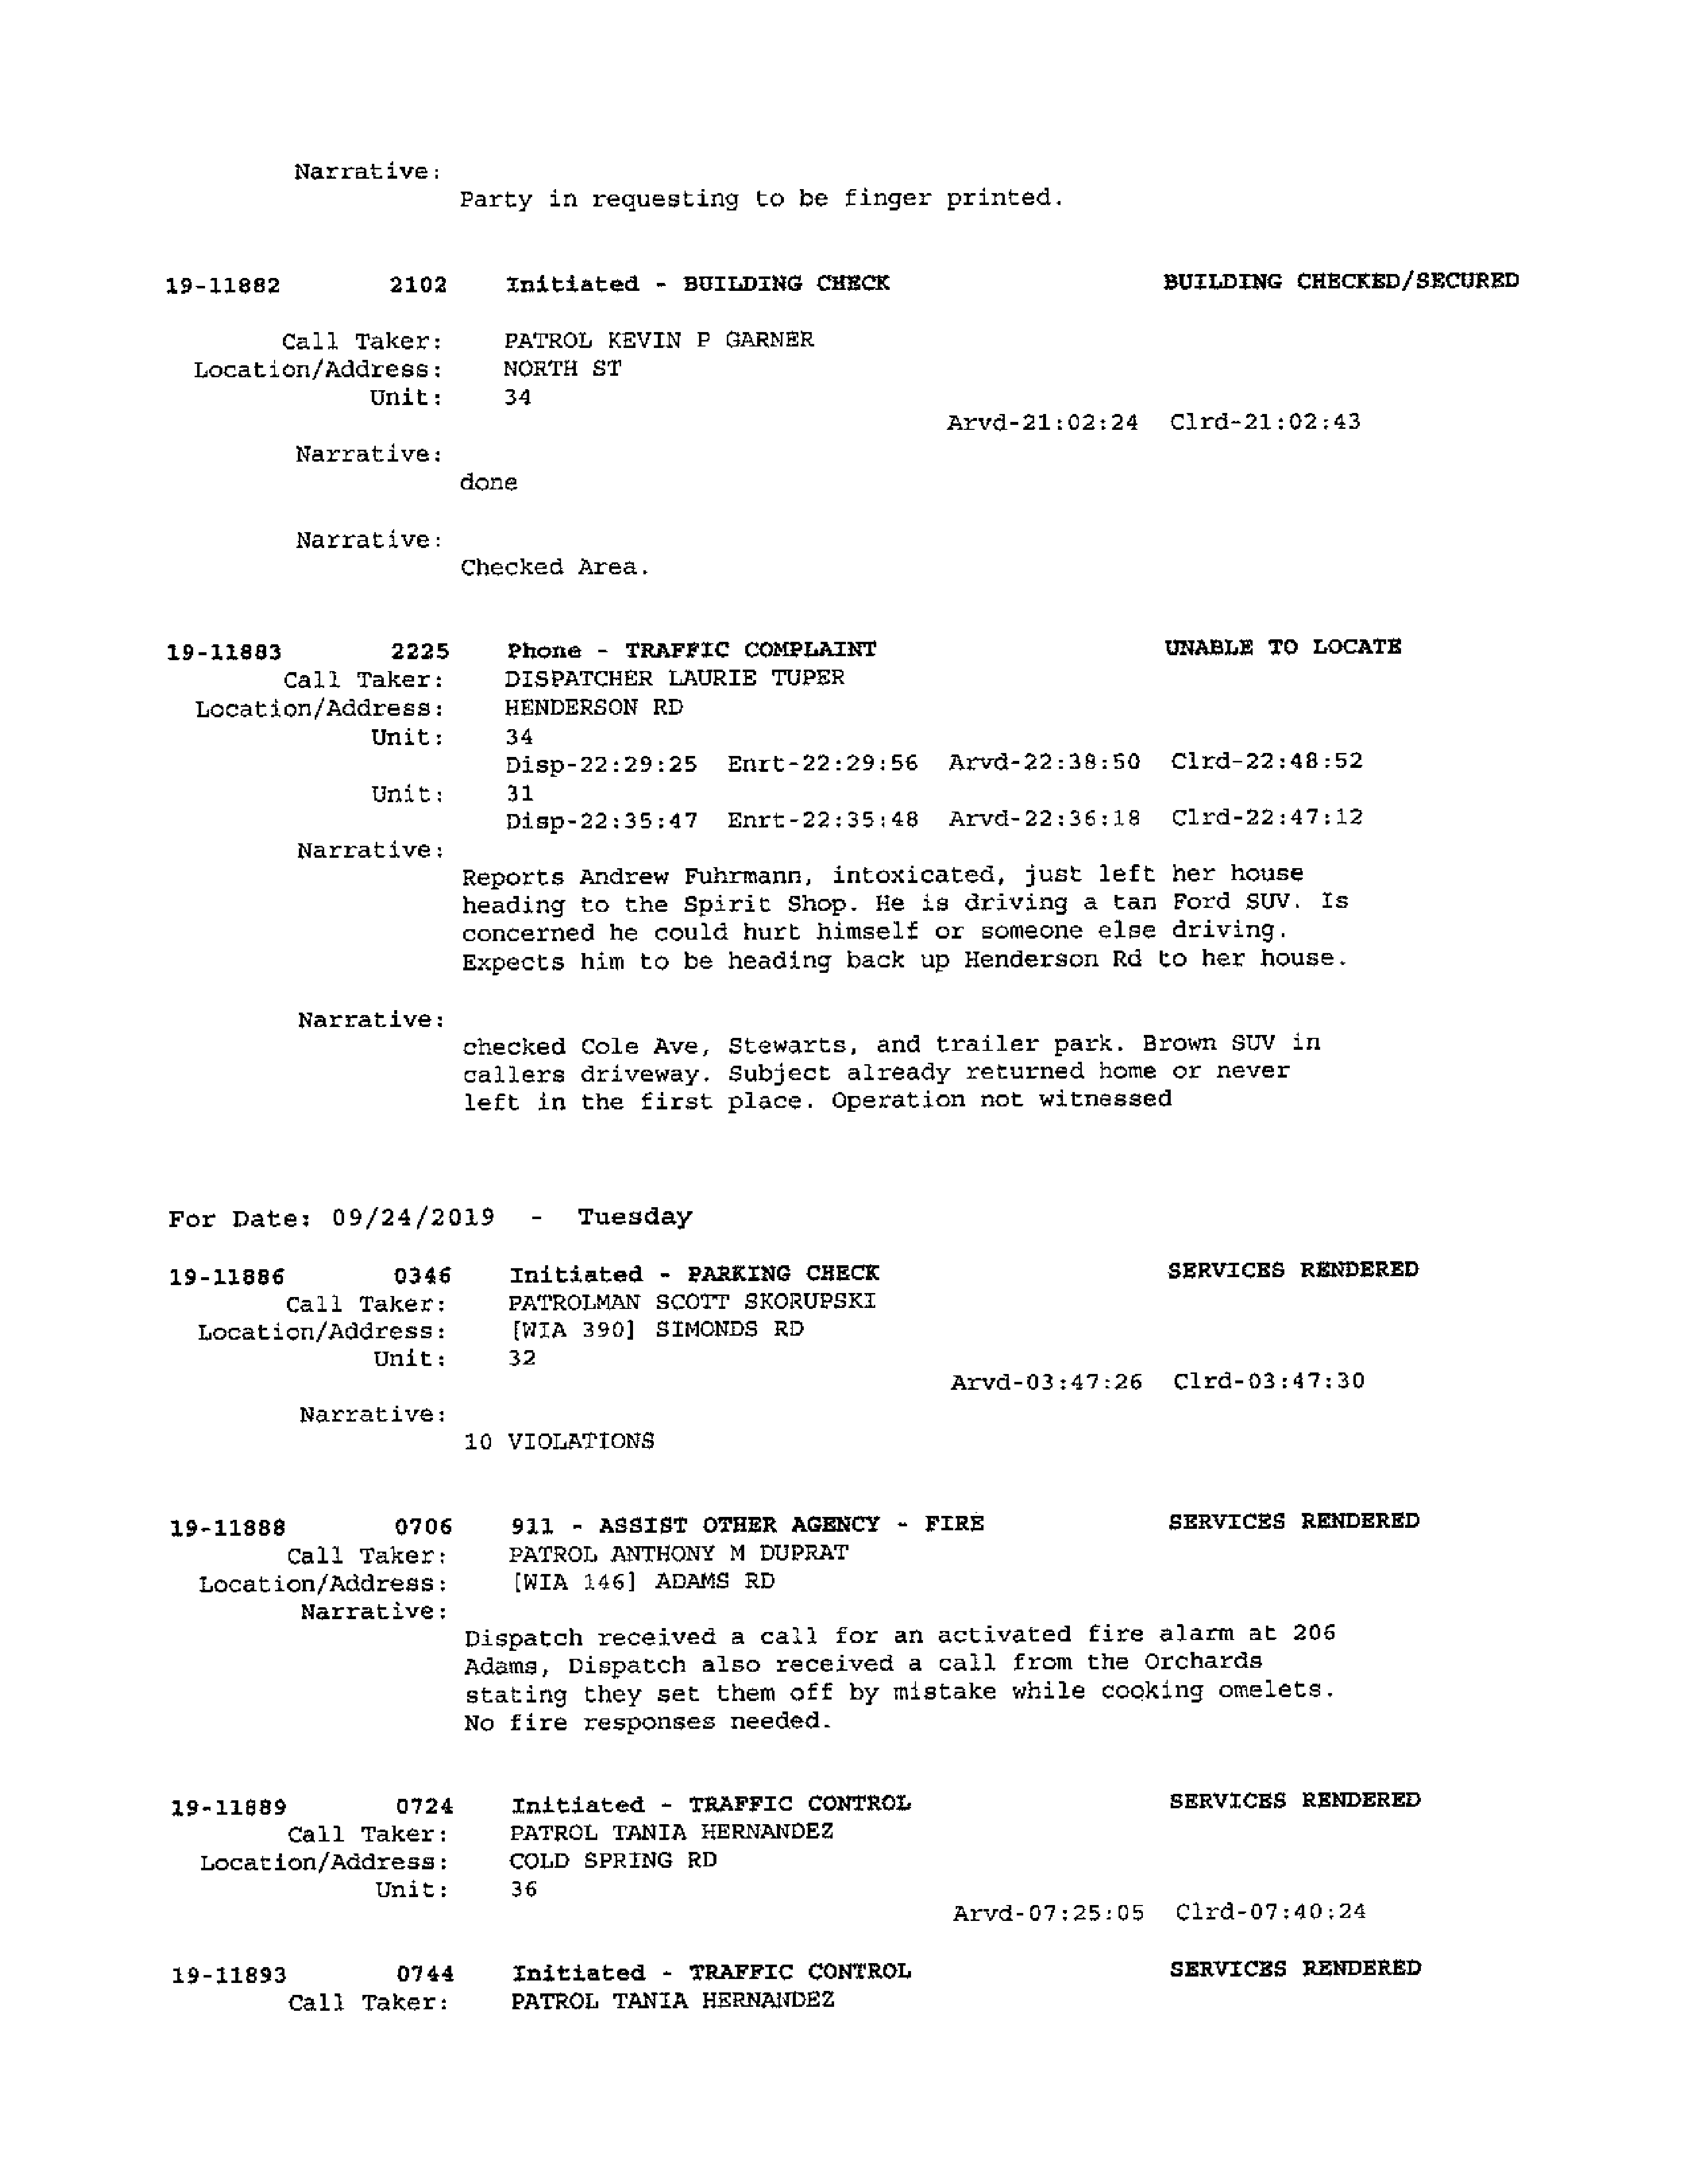 Narrative:
Party in requesting to be finger printed.
19-11882 2102 Initiated - BUILDING CHECK BUILDING CHECKED/SECURED
Call Taker: PATROL KEVIN P GARNER
Location/Address: NORTH ST
Unit: 34
Arvd-21:02:24 Clrd-21:02:43
Narrative:
done
Narrative:
Checked Area.
19-11883 2225 Phone - TRAFFIC COMPLAINT UNABLE TO LOCATE
Call Taker: DISPATCHER LAURIE TUPER
Location/Address: HENDERSON RD
Unit: 34
Disp-22:29:25 Enrt-22:29:56 Arvd-22:38:50 Clrd-22:48:52
Unit: 31
Disp-22:35:47 Enrt-22:35:48 Arvd-22:36:18 Clrd-22:47:12
Narrative:
Reports Andrew Fuhrmann, intoxicated, just left her house
heading to the Spirit Shop. He is driving a tan Ford SUV. Is
concerned he could hurt himself or someone else driving.
Expects him to be heading back up Henderson Rd to her house.
Narrative:
checked Cole Ave, Stewarts, and trailer park. Brown SUV in
callers driveway. Subject already returned home or never
left in the first place. Operation not witnessed
For Date: 09/24/2019 - Tuesday
19-11886 0346 Initiated - PARKING CHECK SERVICES RENDERED
Call Taker: PATROLMAN SCOTT SKORUPSKI
Location/Address: [WIA 390] SIMONDS RD
Unit: 32
Arvd-03:47:26 Clrd-03:47:30
Narrative:
10 VIOLATIONS
19-11888 0706 911 - ASSIST OTHER AGENCY - FIRE SERVICES RENDERED
Call Taker: PATROL ANTHONY M DUPRAT
Location/Address: [WIA 146] ADAMS RD
Narrative:
Dispatch received a call for an activated fire alarm at 206
Adams, Dispatch also received a call from the Orchards
stating they set them off by mistake while cooking omelets.
No fire responses needed.
19-11889 0724 Initiated - TRAFFIC CONTROL SERVICES RENDERED
Call Taker: PATROL TANIA HERNANDEZ
Location/Address: COLD SPRING RD
Unit: 36
Arvd-07:25:05 Clrd-07:40:24
19-11893 0744 Initiated - TRAFFIC CONTROL SERVICES RENDERED
Call Taker: PATROL TANIA HERNANDEZ